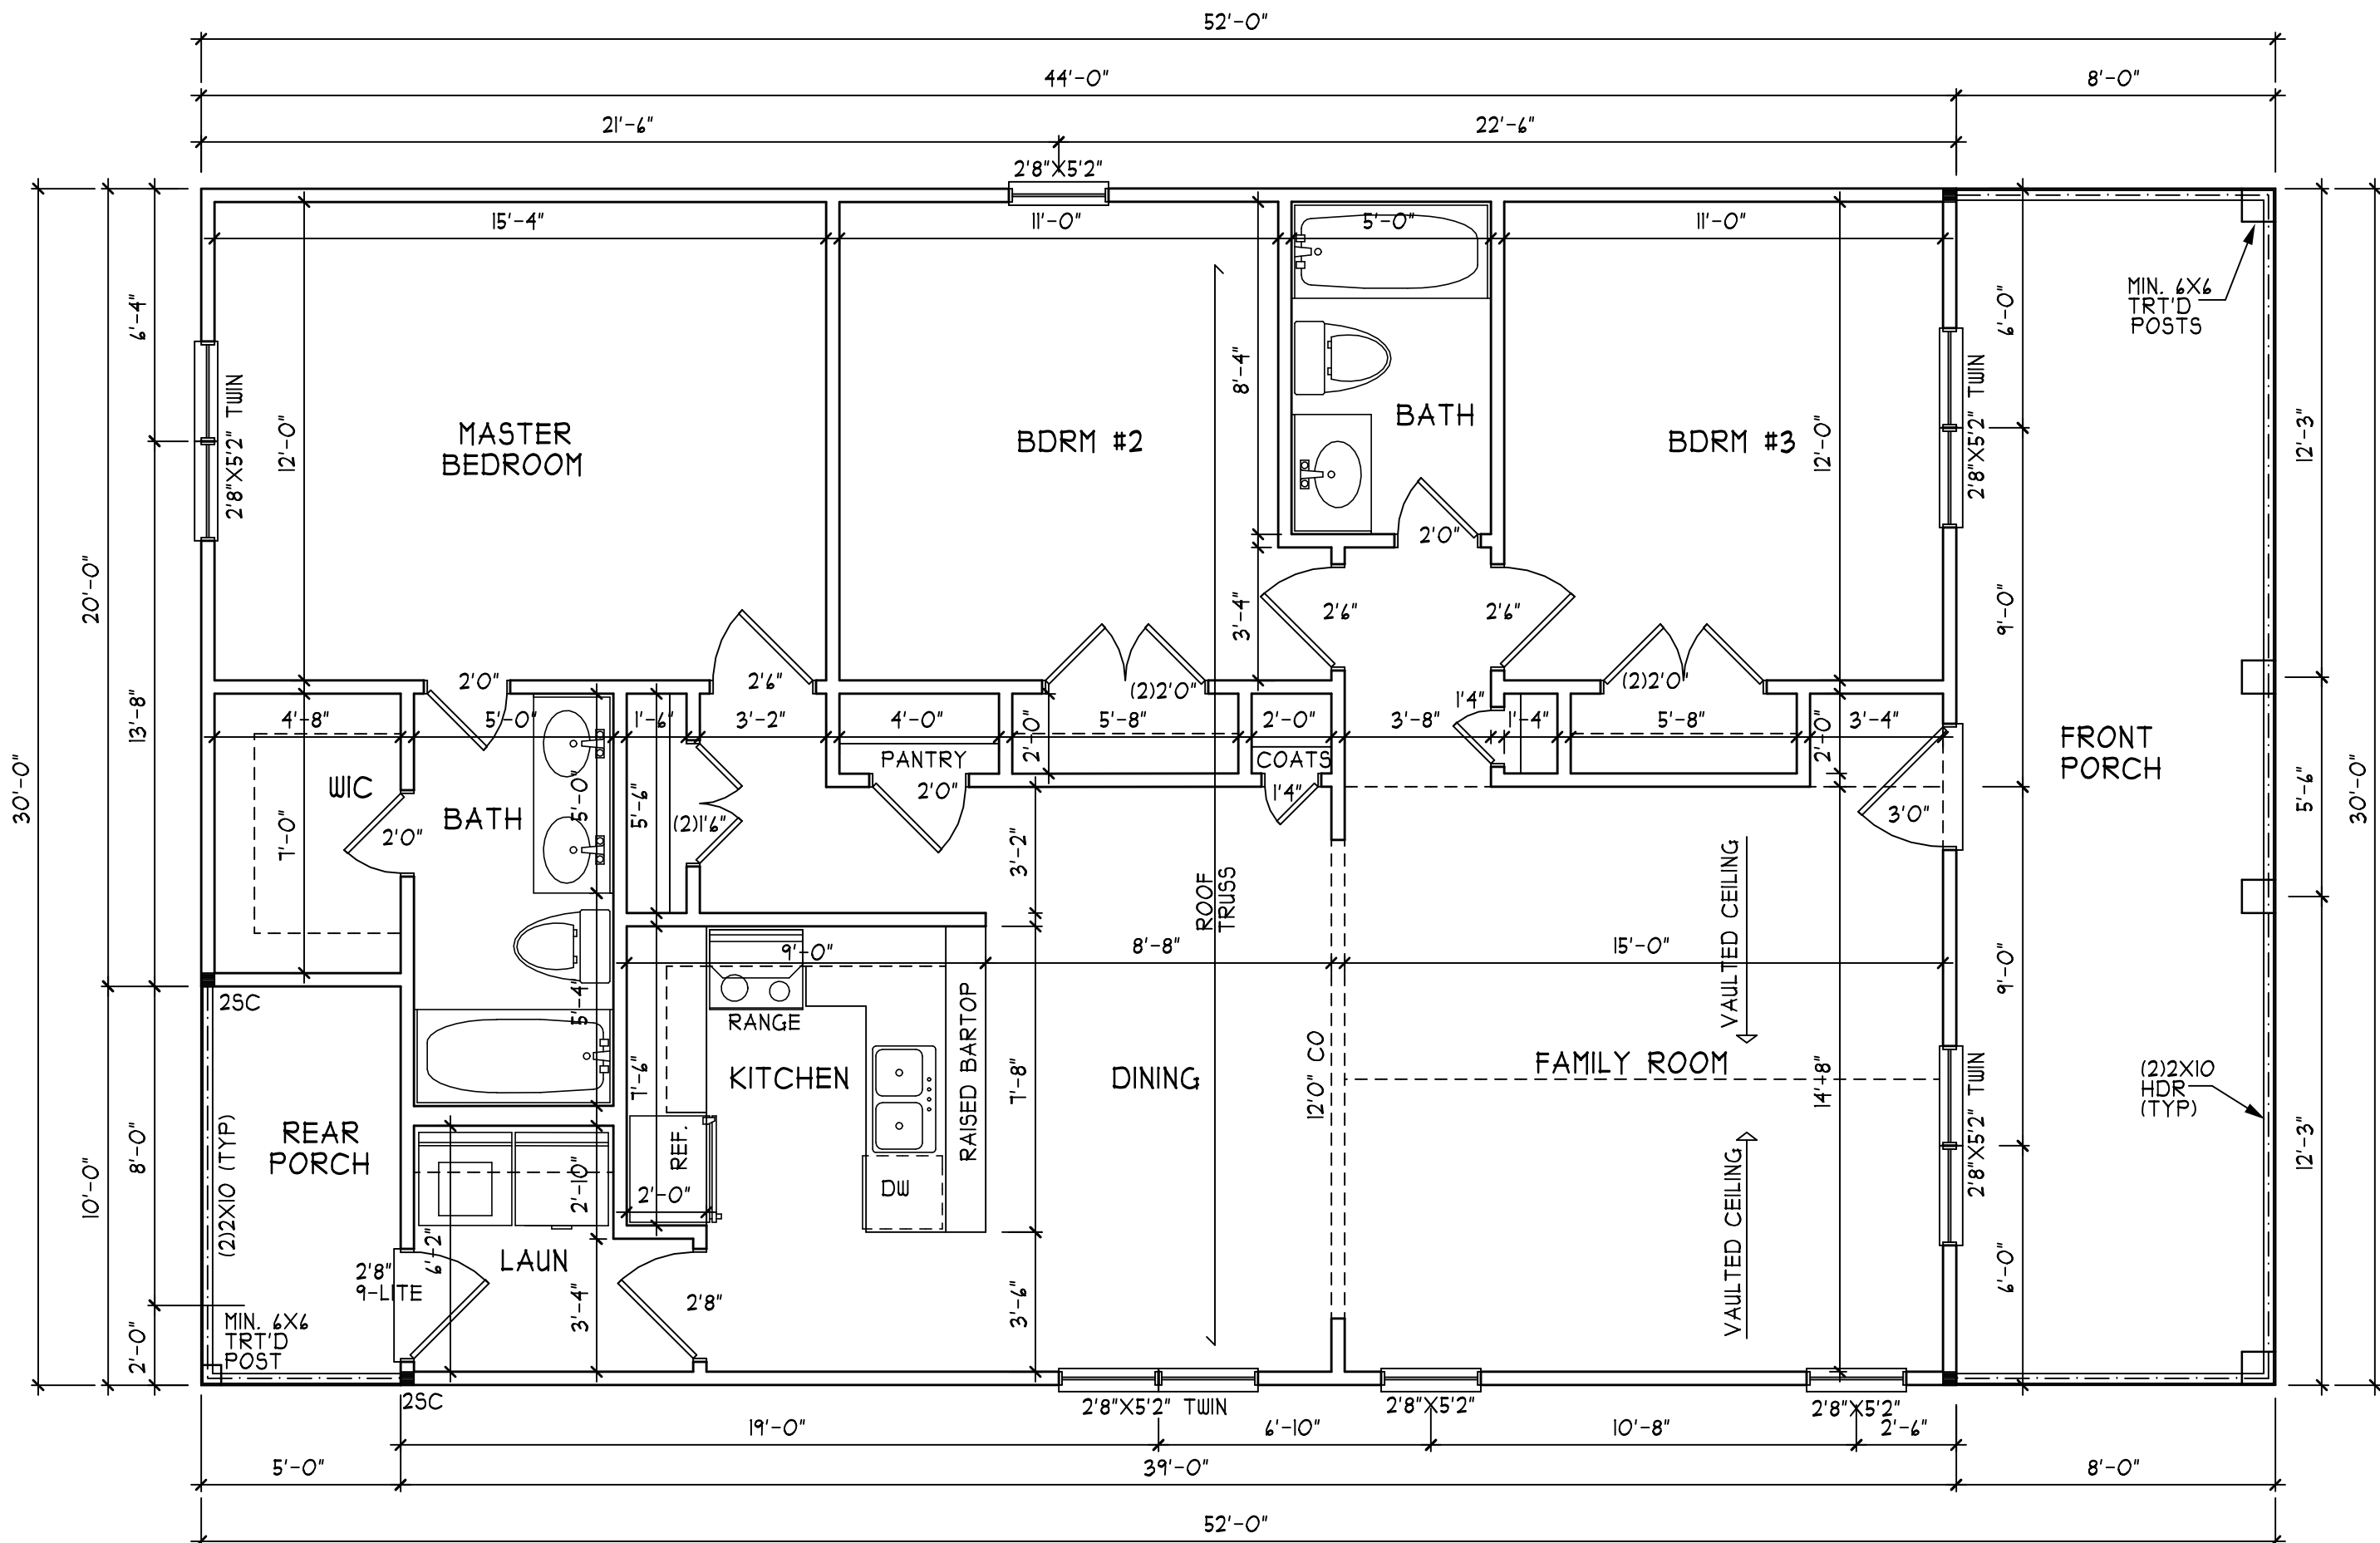 52'-0"
44'-0"
8'-0"
21'-6"
22'-6"
2'8"X5'2"
15'-4"
11'-0"
5'-0"
11'-0"
MIN. 6X6
TRT'D
POSTS
6'-4"
6'-0"
2'8"X5'2" TWIN
12'-0"
8'-4"
12'-0"
2'8"X5'2" TWIN
12'-3"
MASTER
BEDROOM
BDRM #2
BATH
BDRM #3
2'0"
20'-0"
3'-4"
2'6"
2'6"
9'-0"
13'-8"
2'0"
2'6"
(2)2'0"
1'4"
(2)2'0"
4'-8"
5'-0"
1'-6"
3'-2"
4'-0"
2'-0"
5'-8"
2'-0"
3'-8"
1'-4"
5'-8"
2'-0"
3'-4"
FRONT
PORCH
PANTRY
COATS
WIC
BATH
5'-0"
5'-6"
2'0"
1'4"
3'0"
5'-6"
30'-0"
30'-0"
7'-0"
2'0"
(2)1'6"
3'-2"
ROOF
TRUSS
VAULTED CEILING
9'-0"
8'-8"
15'-0"
9'-0"
2SC
5'-4"
RANGE
RAISED BARTOP
7'-6"
KITCHEN
7'-8"
DINING
12'0" CO
FAMILY ROOM
14'-8"
2'8"X5'2" TWIN
(2)2X10
HDR
(TYP)
REAR
PORCH
(2)2X10 (TYP)
8'-0"
10'-0"
2'-10"
REF.
2'-0"
DW
VAULTED CEILING
12'-3"
6'-2"
LAUN
2'8"
9-LITE
3'-4"
2'8"
3'-6"
6'-0"
MIN. 6X6
TRT'D
POST
2'-0"
2SC
2'8"X5'2" TWIN
2'8"X5'2"
2'8"X5'2"
19'-0"
6'-10"
10'-8"
2'-6"
5'-0"
39'-0"
8'-0"
52'-0"